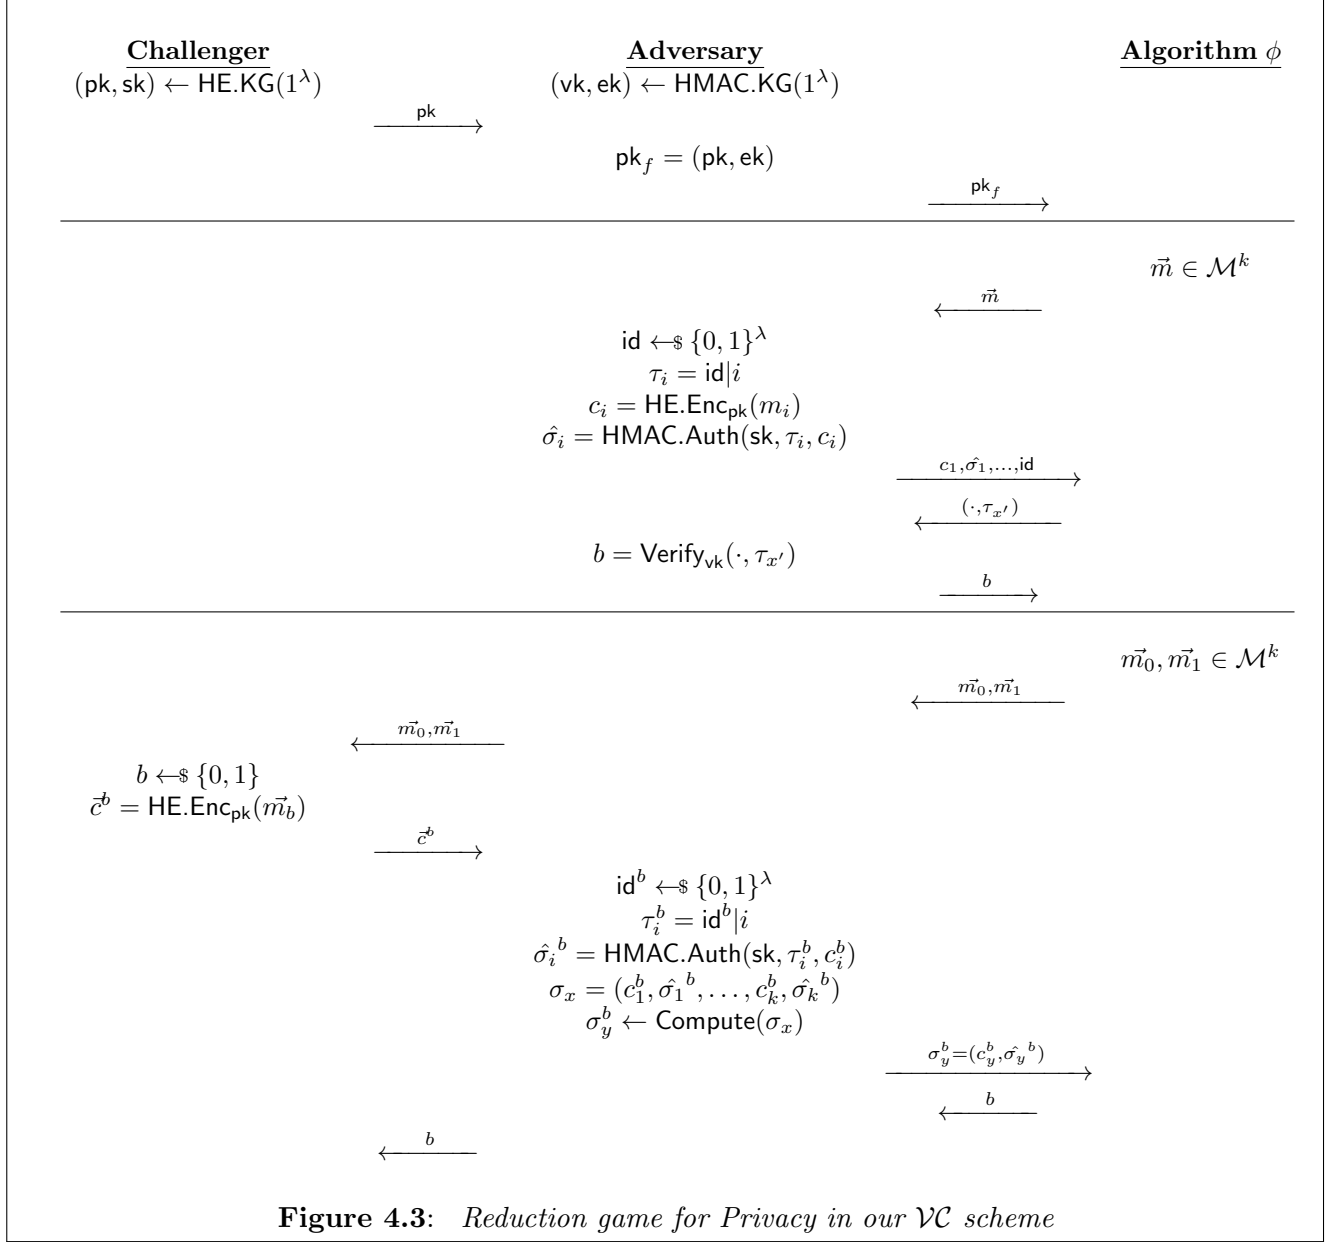 Challenger Adversary Algorithm ϕ
(pk, sk) ← HE.KG(1^λ) (vk, ek) ← HMAC.KG(1^λ)
pk
pk_f = (pk, ek)
pk_f
m⃗ ∈ ℳ^k
m⃗
id ←$ {0, 1}^λ
τ_i = id|i
c_i = HE.Enc_pk(m_i)
σ̂_i = HMAC.Auth(sk, τ_i, c_i)
c_1,σ̂_1,...,id
(·,τ_x′)
b = Verify_vk(·, τ_x′)
b
m⃗_0, m⃗_1 ∈ ℳ^k
m⃗_0,m⃗_1
m⃗_0,m⃗_1
b ←$ {0, 1}
c⃗^b = HE.Enc_pk(m⃗_b)
c⃗^b
id^b ←$ {0, 1}^λ
τ_i^b = id^b|i
σ̂_i^b = HMAC.Auth(sk, τ_i^b, c_i^b)
σ_x = (c_1^b, σ̂_1^b, . . . , c_k^b, σ̂_k^b)
σ_y^b ← Compute(σ_x)
σ_y^b=(c_y^b,σ̂_y^b)
b
b
Figure 4.3: Reduction game for Privacy in our 𝒱𝒞 scheme